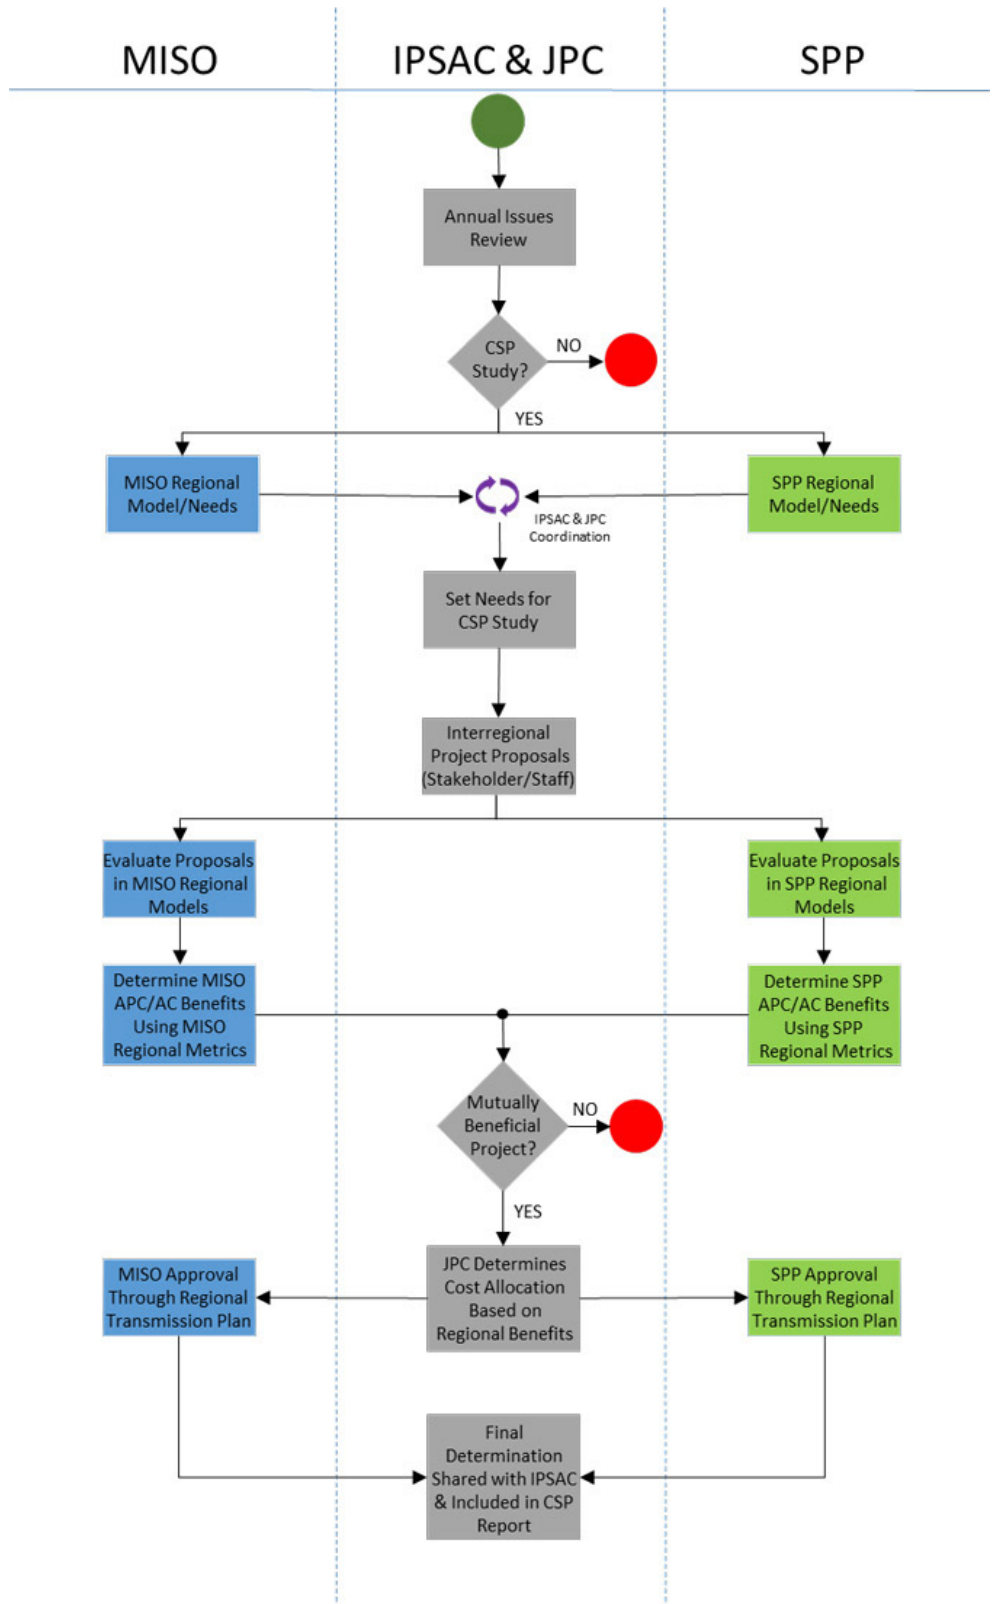 MISO
IPSAC & JPC
SPP
Annual Issues
Review
CSP
Study?
NO
YES
MISO Regional
Model/Needs
IPSAC & JPC
Coordination
SPP Regional
Model/Needs
Set Needs for
CSP Study
Interregional
Project Proposals
(Stakeholder/Staff)
Evaluate Proposals
in MISO Regional
Models
Evaluate Proposals
in SPP Regional
Models
Determine MISO
APC/AC Benefits
Using MISO
Regional Metrics
Determine SPP
APC/AC Benefits
Using SPP
Regional Metrics
Mutually
Beneficial
Project?
NO
YES
MISO Approval
Through Regional
Transmission Plan
JPC Determines
Cost Allocation
Based on
Regional Benefits
SPP Approval
Through Regional
Transmission Plan
Final
Determination
Shared with IPSAC
& Included in CSP
Report